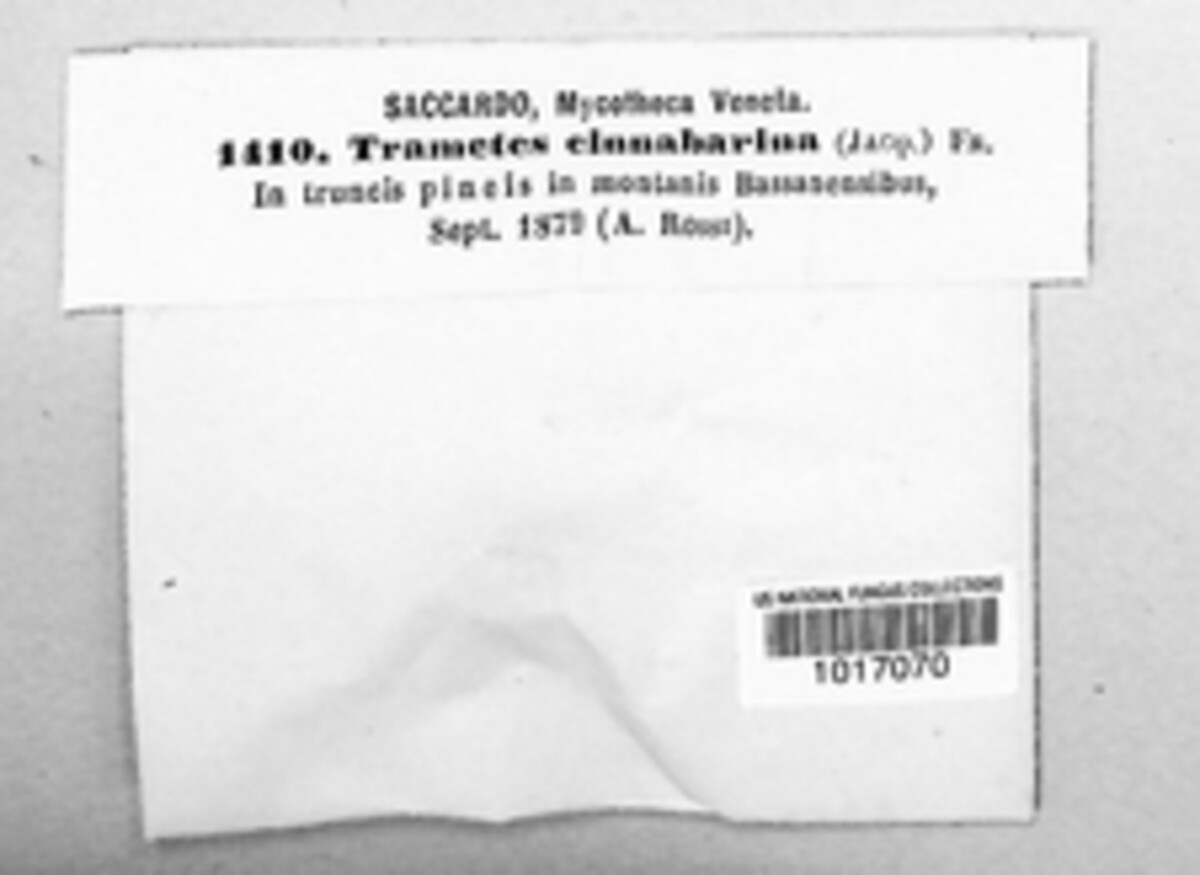 SACCARDO, Mycotheca Veneta.
1410. Trametes cinnabarina (JACQ.) FR.
In truncis pineis in montanis Bassanensibus,
Sept. 1879 (A. ROSSI).
US NATIONAL FUNGUS COLLECTIONS
1017070